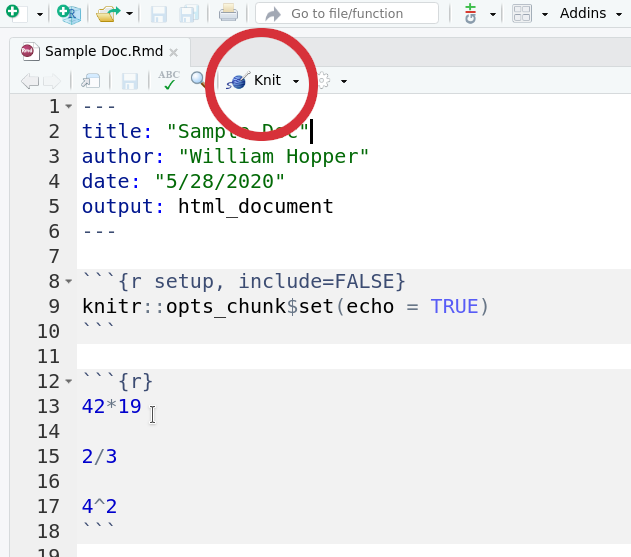 Go to file/function
Addins
Rmd
Sample Doc.Rmd
ABC
Knit
1 ---
2 title: "Sample Doc"
3 author: "William Hopper"
4 date: "5/28/2020"
5 output: html_document
6 ---
7
8 ```{r setup, include=FALSE}
9 knitr::opts_chunk$set(echo = TRUE)
10 ```
11
12 ```{r}
13 42*19
14
15 2/3
16
17 4^2
18 ```
19